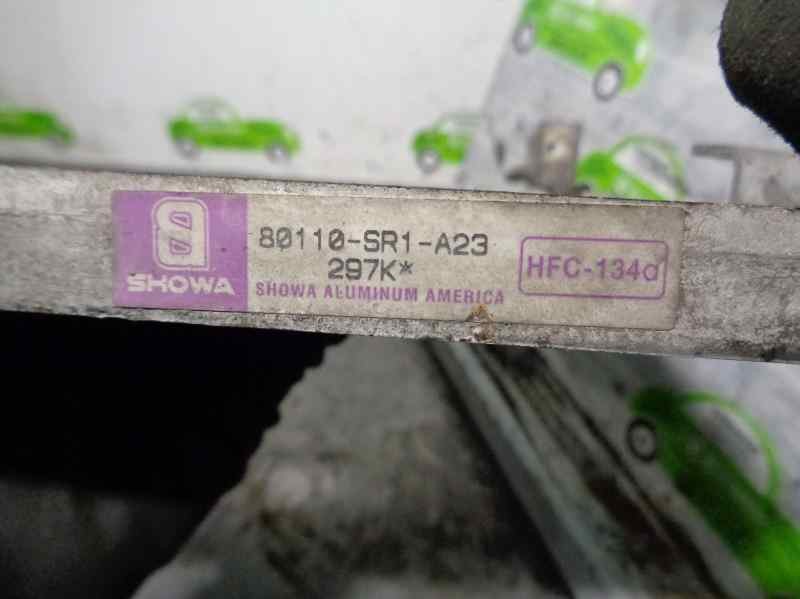 SHOWA
80110-SR1-A23
297K*
SHOWA ALUMINUM AMERICA
HFC-134a